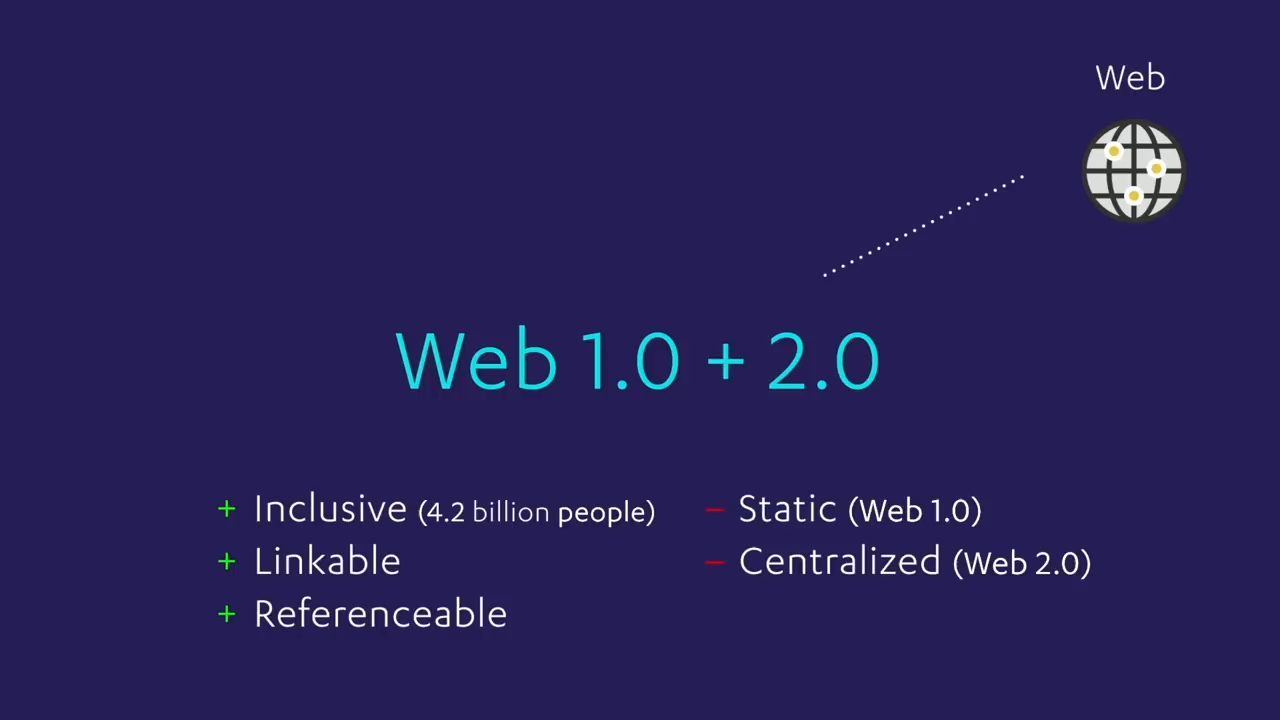 Web
Web 1.0 + 2.0
+ Inclusive (4.2 billion people)
+ Linkable
+ Referenceable
– Static (Web 1.0)
– Centralized (Web 2.0)